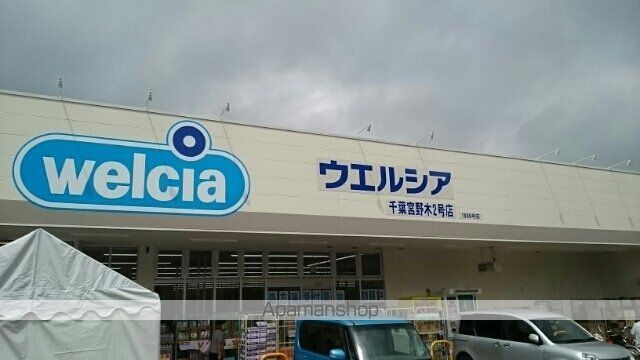 welcia
ウエルシア
千葉宮野木2号店
Apamanshop